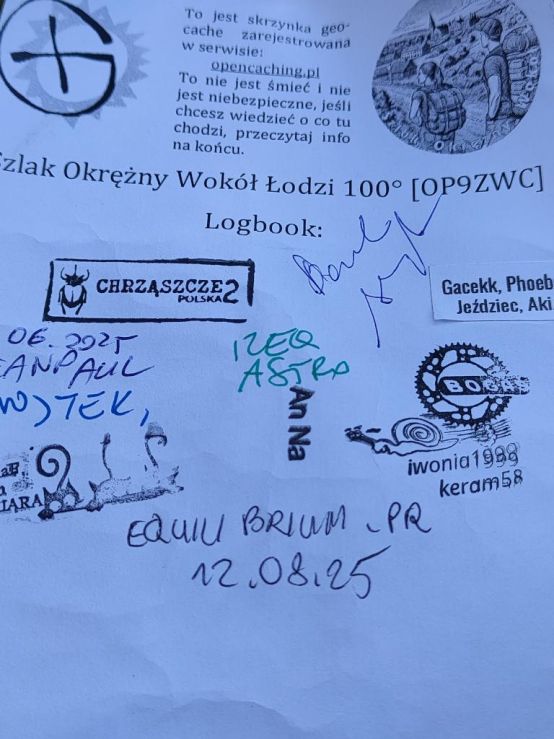 To jest skrzynka geo-
cache zarejestrowana
w serwisie:
opencaching.pl
To nie jest śmieć i nie
jest niebezpieczne, jeśli
chcesz wiedzieć o co tu
chodzi, przeczytaj info
na końcu.
Szlak Okrężny Wokół Łodzi 100° [OP9ZWC]
Logbook:
CHRZĄSZCZE 2
POLSKA
Gacekk, Phoeb
Jeździec, Aki
06.2025
EANPAUL
WOJTEK,
IZEQ
ASTRA
An Na
iwonia1988
keram58
IARA
EQUILIBRIUM.PR
12.08.25